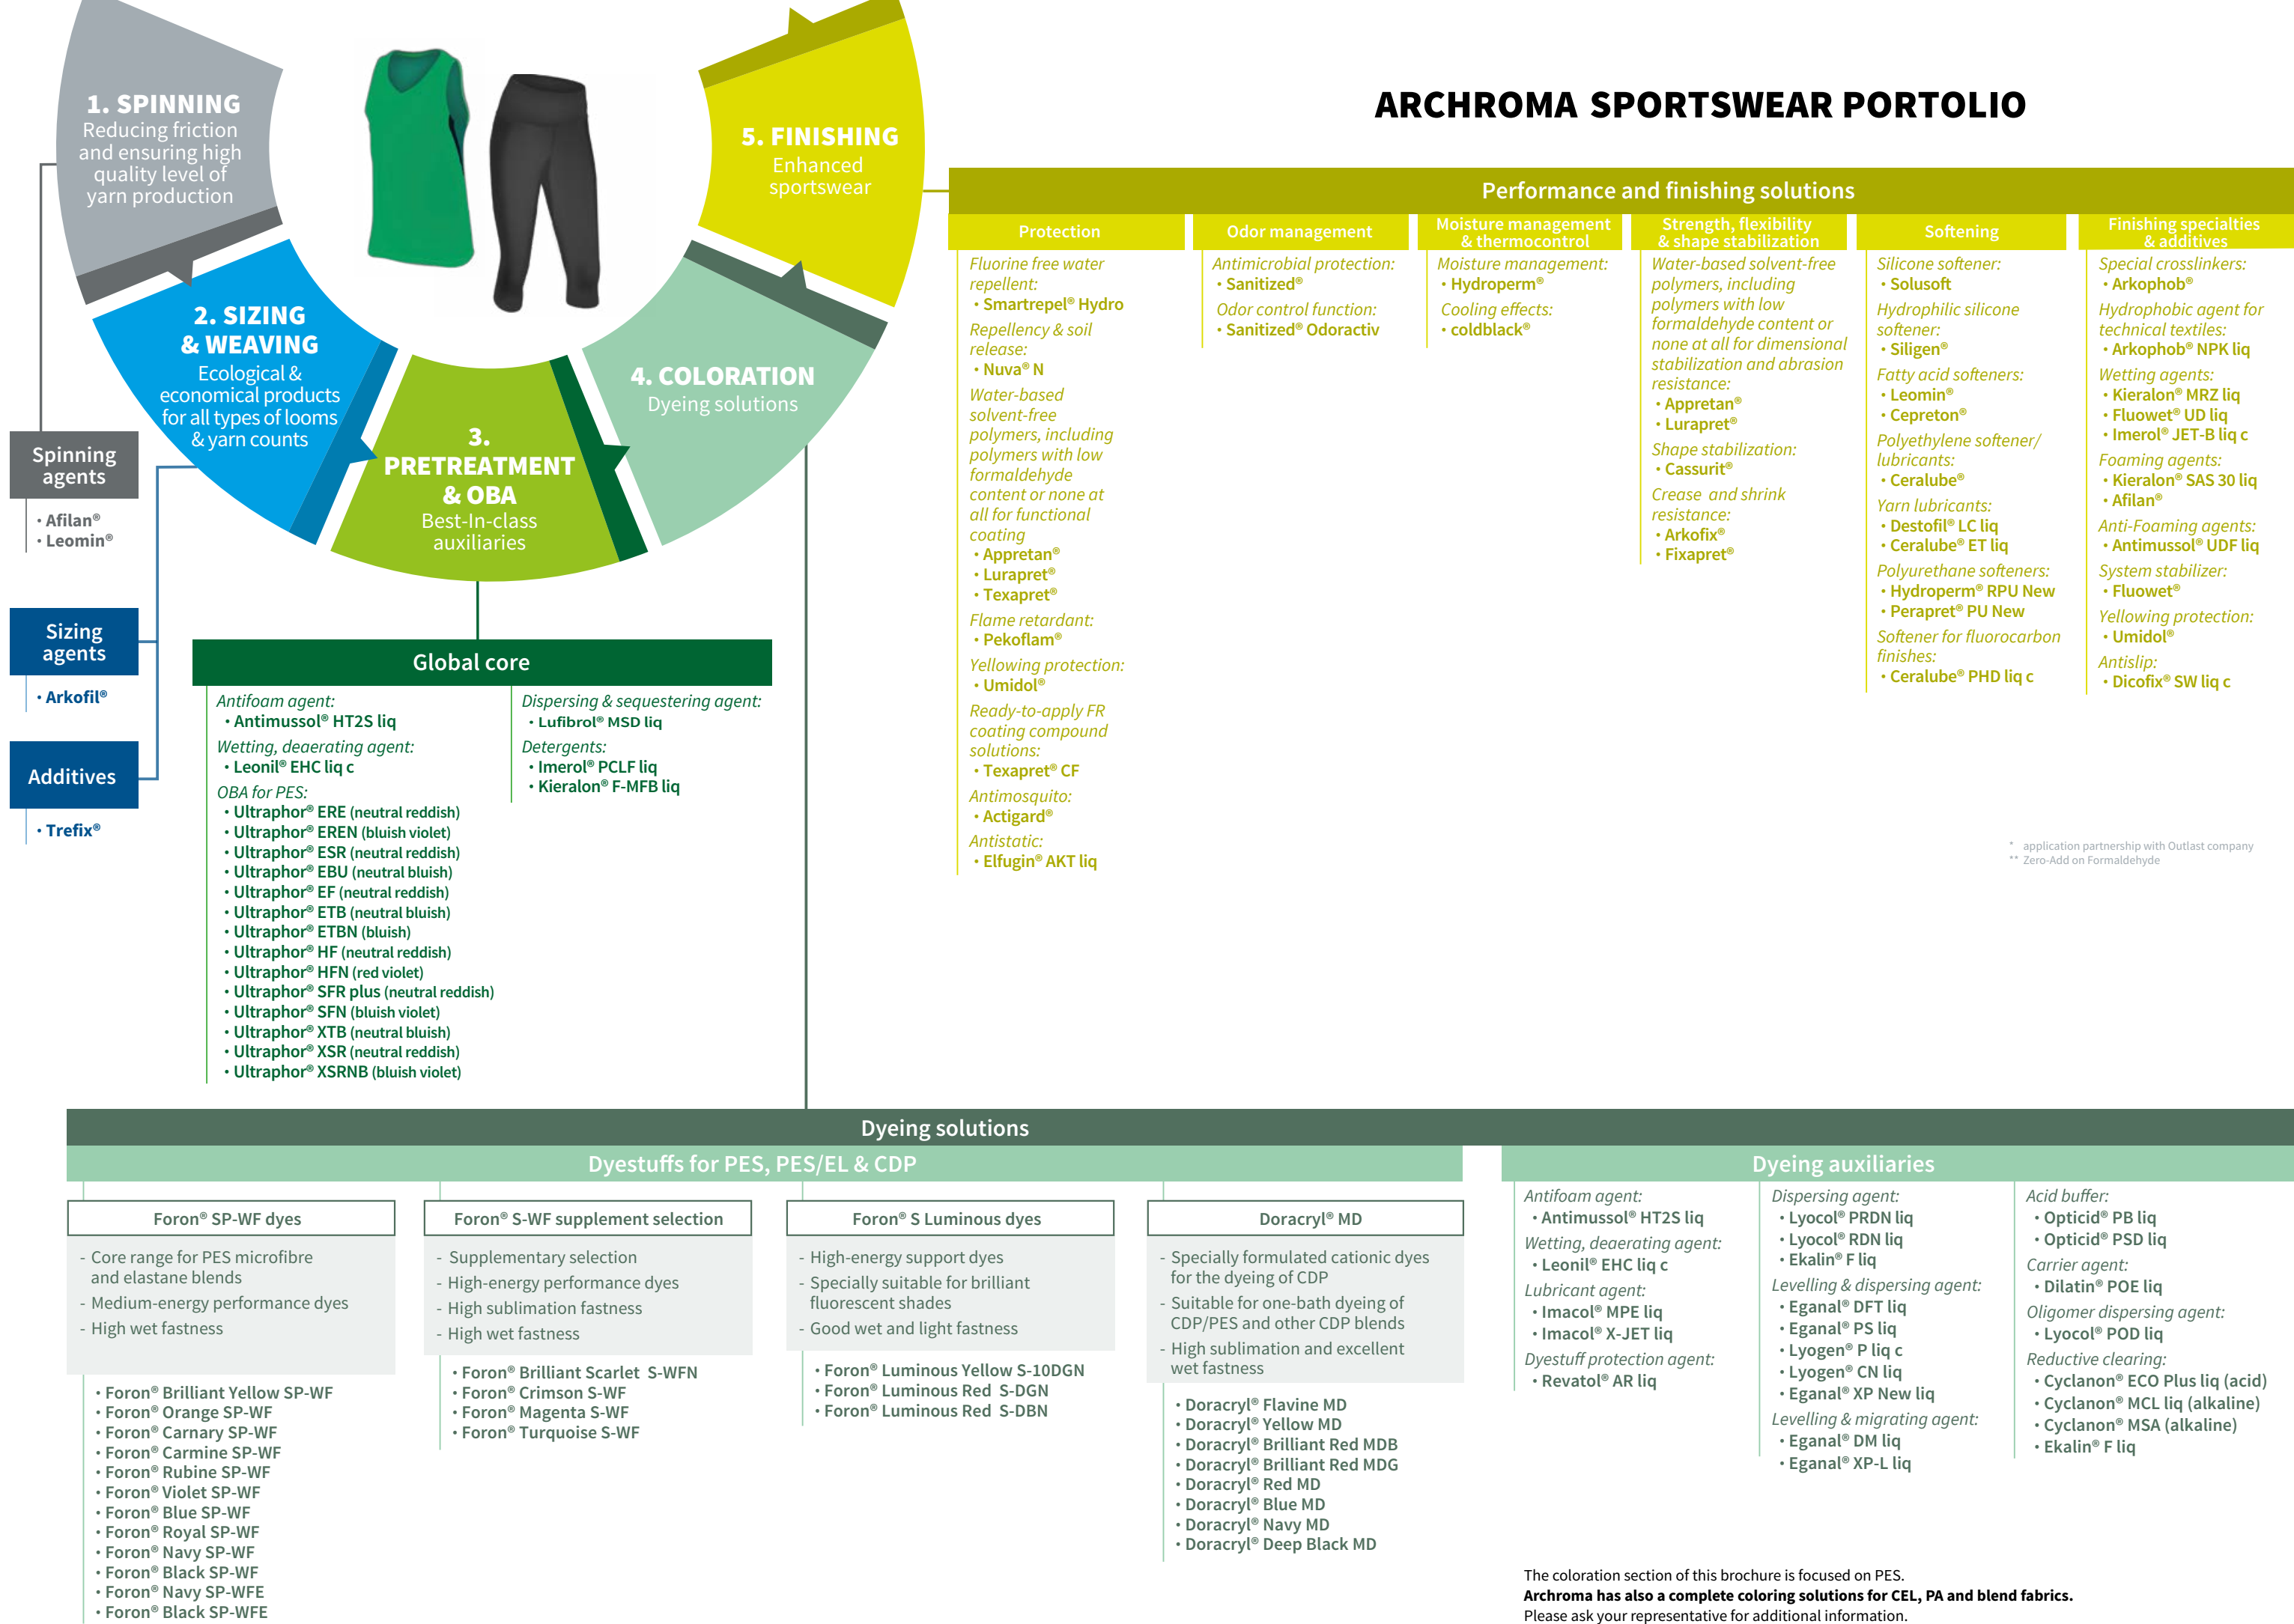 ARCHROMA SPORTSWEAR PORTOLIO
1. SPINNING
Reducing friction
and ensuring high
quality level of
yarn production
2. SIZING
& WEAVING
Ecological &
economical products
for all types of looms
& yarn counts
3.
PRETREATMENT
& OBA
Best-In-class
auxiliaries
4. COLORATION
Dyeing solutions
5. FINISHING
Enhanced
sportswear
Spinning
agents
• Afilan®
• Leomin®
Sizing
agents
• Arkofil®
Additives
• Trefix®
Global core
Antifoam agent:
• Antimussol® HT2S liq
Wetting, deaerating agent:
• Leonil® EHC liq c
OBA for PES:
• Ultraphor® ERE (neutral reddish)
• Ultraphor® EREN (bluish violet)
• Ultraphor® ESR (neutral reddish)
• Ultraphor® EBU (neutral bluish)
• Ultraphor® EF (neutral reddish)
• Ultraphor® ETB (neutral bluish)
• Ultraphor® ETBN (bluish)
• Ultraphor® HF (neutral reddish)
• Ultraphor® HFN (red violet)
• Ultraphor® SFR plus (neutral reddish)
• Ultraphor® SFN (bluish violet)
• Ultraphor® XTB (neutral bluish)
• Ultraphor® XSR (neutral reddish)
• Ultraphor® XSRNB (bluish violet)
Dispersing & sequestering agent:
• Lufibrol® MSD liq
Detergents:
• Imerol® PCLF liq
• Kieralon® F-MFB liq
Performance and finishing solutions
Protection
Fluorine free water
repellent:
• Smartrepel® Hydro
Repellency & soil
release:
• Nuva® N
Water-based
solvent-free
polymers, including
polymers with low
formaldehyde
content or none at
all for functional
coating
• Appretan®
• Lurapret®
• Texapret®
Flame retardant:
• Pekoflam®
Yellowing protection:
• Umidol®
Ready-to-apply FR
coating compound
solutions:
• Texapret® CF
Antimosquito:
• Actigard®
Antistatic:
• Elfugin® AKT liq
Odor management
Antimicrobial protection:
• Sanitized®
Odor control function:
• Sanitized® Odoractiv
Moisture management
& thermocontrol
Moisture management:
• Hydroperm®
Cooling effects:
• coldblack®
Strength, flexibility
& shape stabilization
Water-based solvent-free
polymers, including
polymers with low
formaldehyde content or
none at all for dimensional
stabilization and abrasion
resistance:
• Appretan®
• Lurapret®
Shape stabilization:
• Cassurit®
Crease and shrink
resistance:
• Arkofix®
• Fixapret®
Softening
Silicone softener:
• Solusoft
Hydrophilic silicone
softener:
• Siligen®
Fatty acid softeners:
• Leomin®
• Cepreton®
Polyethylene softener/
lubricants:
• Ceralube®
Yarn lubricants:
• Destofil® LC liq
• Ceralube® ET liq
Polyurethane softeners:
• Hydroperm® RPU New
• Perapret® PU New
Softener for fluorocarbon
finishes:
• Ceralube® PHD liq c
Finishing specialties
& additives
Special crosslinkers:
• Arkophob®
Hydrophobic agent for
technical textiles:
• Arkophob® NPK liq
Wetting agents:
• Kieralon® MRZ liq
• Fluowet® UD liq
• Imerol® JET-B liq c
Foaming agents:
• Kieralon® SAS 30 liq
• Afilan®
Anti-Foaming agents:
• Antimussol® UDF liq
System stabilizer:
• Fluowet®
Yellowing protection:
• Umidol®
Antislip:
• Dicofix® SW liq c
* application partnership with Outlast company
** Zero-Add on Formaldehyde
Dyeing solutions
Dyestuffs for PES, PES/EL & CDP
Foron® SP-WF dyes
- Core range for PES microfibre
and elastane blends
- Medium-energy performance dyes
- High wet fastness
• Foron® Brilliant Yellow SP-WF
• Foron® Orange SP-WF
• Foron® Carnary SP-WF
• Foron® Carmine SP-WF
• Foron® Rubine SP-WF
• Foron® Violet SP-WF
• Foron® Blue SP-WF
• Foron® Royal SP-WF
• Foron® Navy SP-WF
• Foron® Black SP-WF
• Foron® Navy SP-WFE
• Foron® Black SP-WFE
Foron® S-WF supplement selection
- Supplementary selection
- High-energy performance dyes
- High sublimation fastness
- High wet fastness
• Foron® Brilliant Scarlet S-WFN
• Foron® Crimson S-WF
• Foron® Magenta S-WF
• Foron® Turquoise S-WF
Foron® S Luminous dyes
- High-energy support dyes
- Specially suitable for brilliant
fluorescent shades
- Good wet and light fastness
• Foron® Luminous Yellow S-10DGN
• Foron® Luminous Red S-DGN
• Foron® Luminous Red S-DBN
Doracryl® MD
- Specially formulated cationic dyes
for the dyeing of CDP
- Suitable for one-bath dyeing of
CDP/PES and other CDP blends
- High sublimation and excellent
wet fastness
• Doracryl® Flavine MD
• Doracryl® Yellow MD
• Doracryl® Brilliant Red MDB
• Doracryl® Brilliant Red MDG
• Doracryl® Red MD
• Doracryl® Blue MD
• Doracryl® Navy MD
• Doracryl® Deep Black MD
Dyeing auxiliaries
Antifoam agent:
• Antimussol® HT2S liq
Wetting, deaerating agent:
• Leonil® EHC liq c
Lubricant agent:
• Imacol® MPE liq
• Imacol® X-JET liq
Dyestuff protection agent:
• Revatol® AR liq
Dispersing agent:
• Lyocol® PRDN liq
• Lyocol® RDN liq
• Ekalin® F liq
Levelling & dispersing agent:
• Eganal® DFT liq
• Eganal® PS liq
• Lyogen® P liq c
• Lyogen® CN liq
• Eganal® XP New liq
Levelling & migrating agent:
• Eganal® DM liq
• Eganal® XP-L liq
Acid buffer:
• Opticid® PB liq
• Opticid® PSD liq
Carrier agent:
• Dilatin® POE liq
Oligomer dispersing agent:
• Lyocol® POD liq
Reductive clearing:
• Cyclanon® ECO Plus liq (acid)
• Cyclanon® MCL liq (alkaline)
• Cyclanon® MSA (alkaline)
• Ekalin® F liq
The coloration section of this brochure is focused on PES.
Archroma has also a complete coloring solutions for CEL, PA and blend fabrics.
Please ask your representative for additional information.